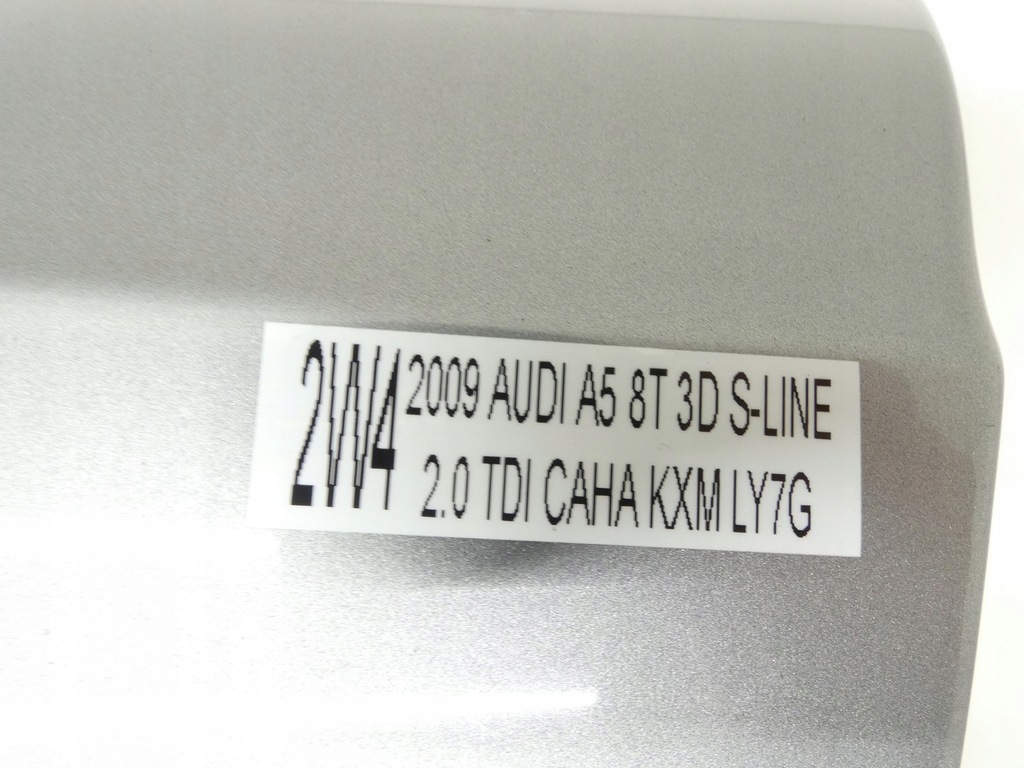 2W4
2009 AUDI A5 8T 3D S-LINE
2.0 TDI CAHA KXM LY7G